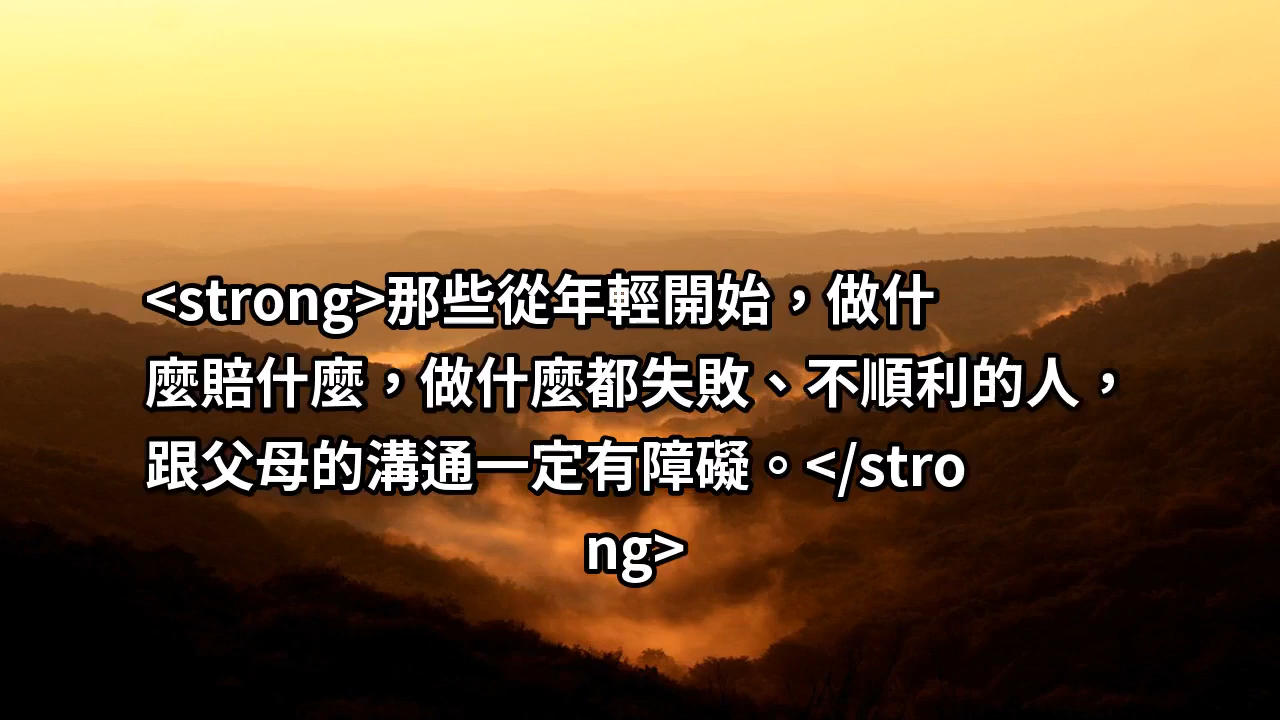 <strong>那些從年輕開始，做什
麼賠什麼，做什麼都失敗、不順利的人，
跟父母的溝通一定有障礙。</stro
ng>